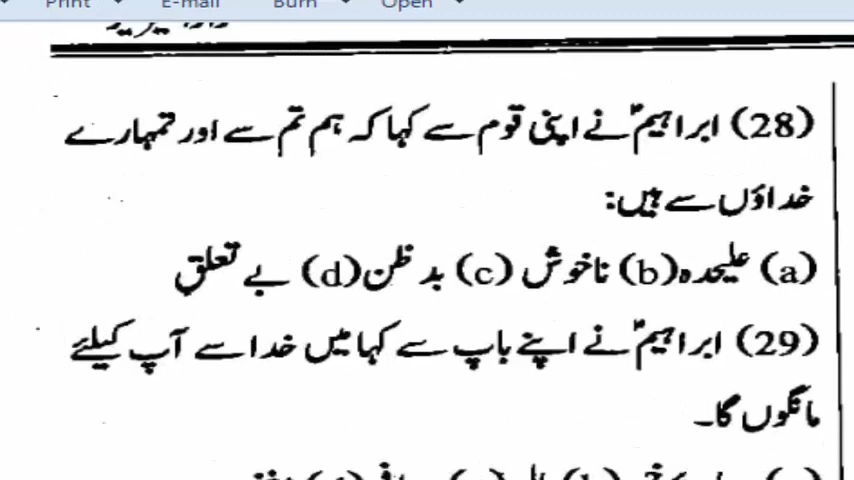 Print E-mail Burn Open
(28) ابراہیمؑ نے اپنی قوم سے کہا کہ ہم تم سے اور تمہارے
خداؤں سے ہیں:
(a) علیحدہ (b) ناخوش (c) بد ظن (d) بے تعلق
(29) ابراہیمؑ نے اپنے باپ سے کہا میں خدا سے آپ کیلئے
مانگوں گا۔